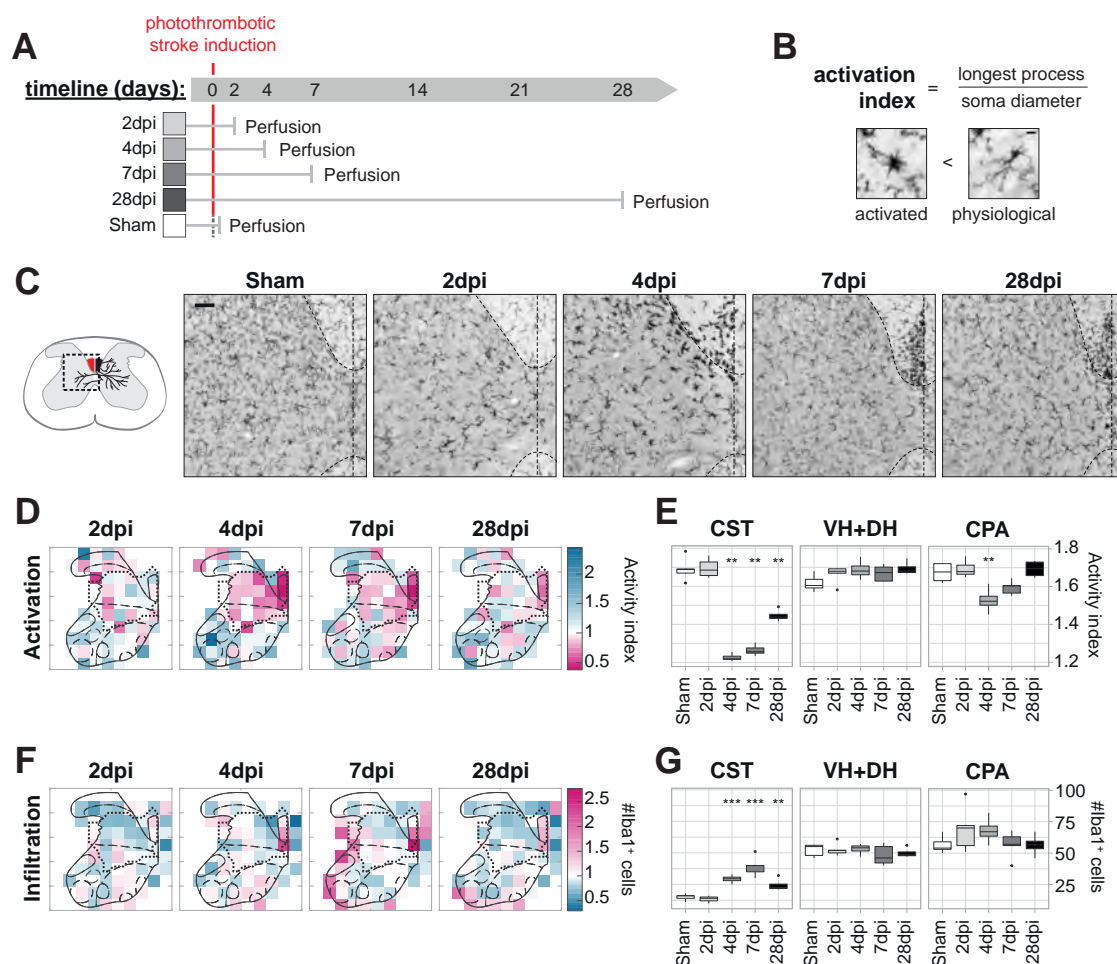 A
photothrombotic
stroke induction
timeline (days):
0 2 4 7 14 21 28
2dpi Perfusion
4dpi Perfusion
7dpi Perfusion
28dpi Perfusion
Sham Perfusion
B
activation
index
=
longest process
soma diameter
<
activated physiological
C
Sham 2dpi 4dpi 7dpi 28dpi
D
2dpi 4dpi 7dpi 28dpi
Activation
2
1.5
1
0.5
Activity index
E
CST VH+DH CPA
** ** ** **
1.8
1.6
1.4
1.2
Activity index
Sham 2dpi 4dpi 7dpi 28dpi Sham 2dpi 4dpi 7dpi 28dpi Sham 2dpi 4dpi 7dpi 28dpi
F
2dpi 4dpi 7dpi 28dpi
Infiltration
2.5
2
1.5
1
0.5
#Iba1+ cells
G
CST VH+DH CPA
*** *** **
100
75
50
25
#Iba1+ cells
Sham 2dpi 4dpi 7dpi 28dpi Sham 2dpi 4dpi 7dpi 28dpi Sham 2dpi 4dpi 7dpi 28dpi